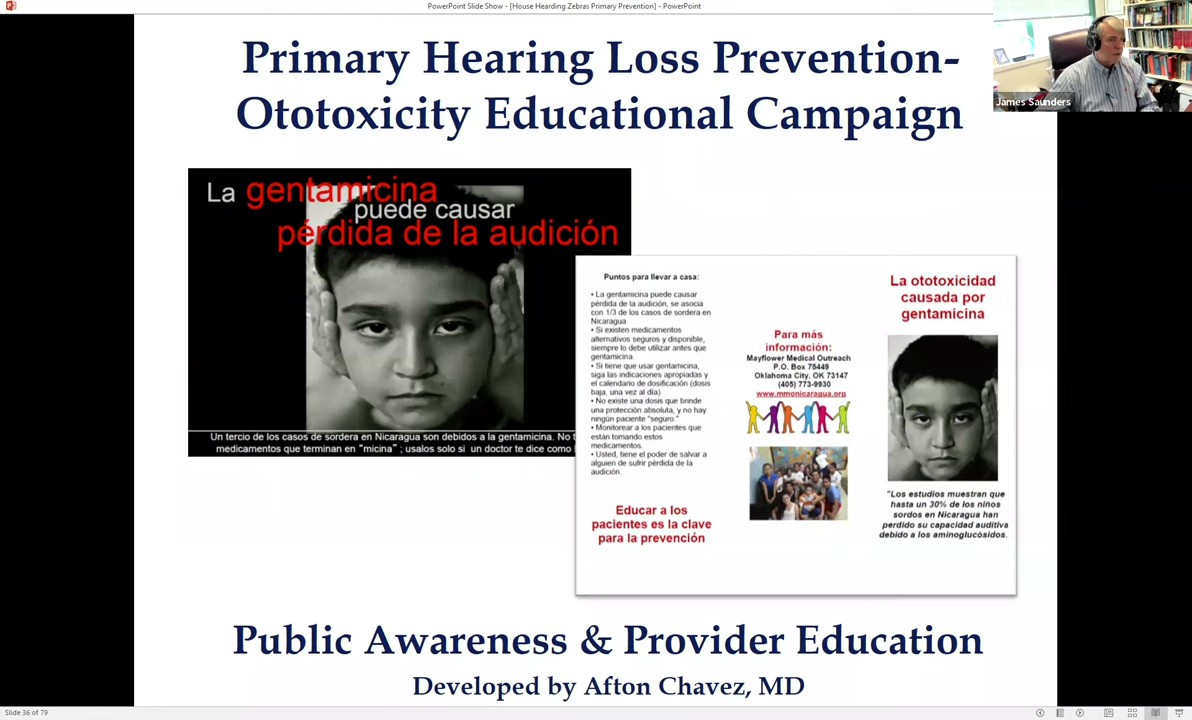 PowerPoint Slide Show - [House Hearding Zebras Primary Prevention] - PowerPoint
James Saunders
Primary Hearing Loss Prevention-
Ototoxicity Educational Campaign
La gentamicina
puede causar
pérdida de la audición
Un tercio de los casos de sordera en Nicaragua son debidos a la gentamicina. No t
medicamentos que terminan en "micina" ; usalos solo si un doctor te dice como
Puntos para llevar a casa:
• La gentamicina puede causar
pérdida de la audición, se asocia
con 1/3 de los casos de sordera en
Nicaragua
• Si existen medicamentos
alternativos seguros y disponible,
siempre lo debe utilizar antes que
gentamicina.
• Si tiene que usar gentamicina,
siga las indicaciones apropiadas y
el calendario de dosificación (dosis
baja, una vez al día).
• No existe una dosis que brinde
una protección absoluta, y no hay
ningún paciente "seguro."
• Monitorear a los pacientes que
están tomando estos
medicamentos.
• Usted, tiene el poder de salvar a
alguien de sufrir pérdida de la
audición.
Educar a los
pacientes es la clave
para la prevención
Para más
información:
Mayflower Medical Outreach
P.O. Box 75449
Oklahoma City, OK 73147
(405) 773-9930
www.mmonicaragua.org
La ototoxicidad
causada por
gentamicina
"Los estudios muestran que
hasta un 30% de los niños
sordos en Nicaragua han
perdido su capacidad auditiva
debido a los aminoglucósidos.
Public Awareness & Provider Education
Developed by Afton Chavez, MD
Slide 36 of 79